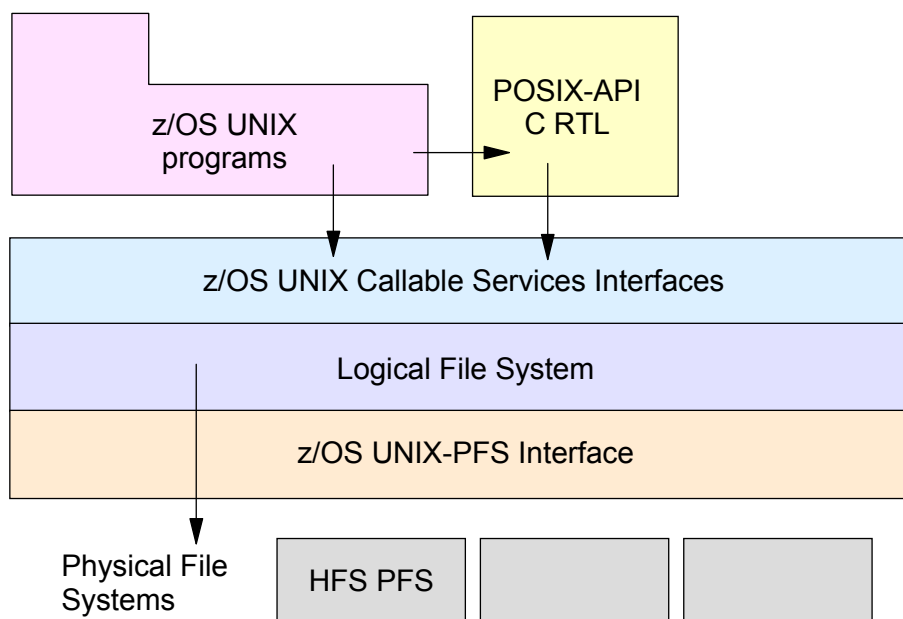 z/OS UNIX
programs
POSIX-API
C RTL
z/OS UNIX Callable Services Interfaces
Logical File System
z/OS UNIX-PFS Interface
Physical File
Systems
HFS PFS